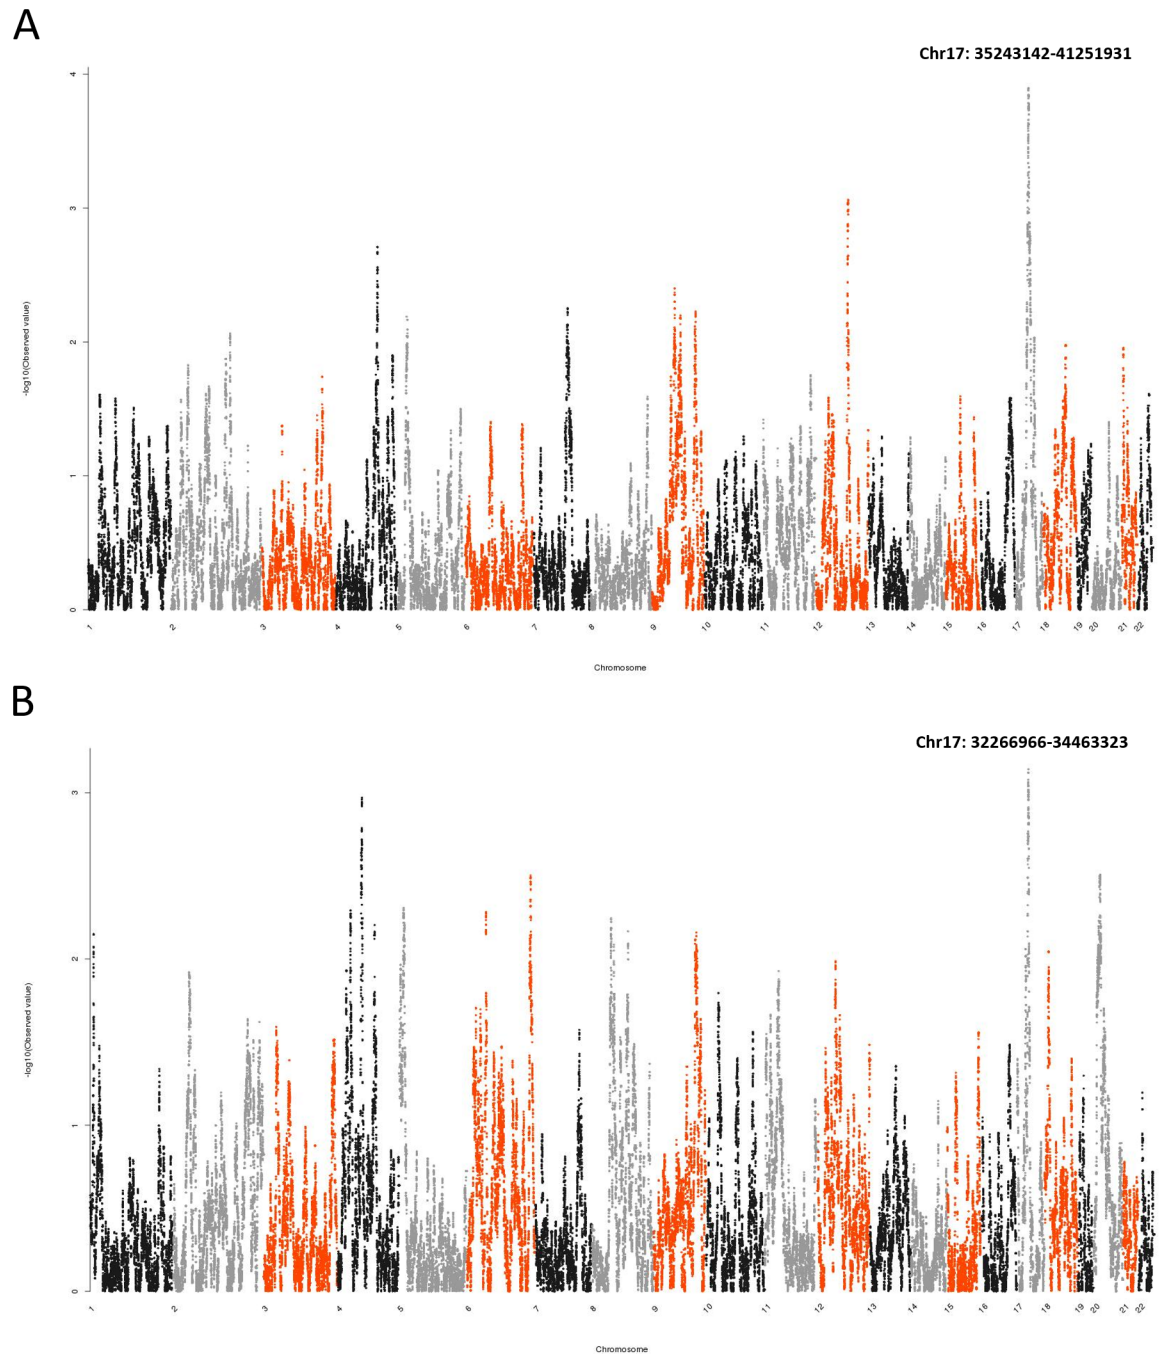 A
Chr17: 35243142-41251931
4
3
2
1
0
-log10(Observed value)
1 2 3 4 5 6 7 8 9 10 11 12 13 14 15 16 17 18 19 20 21 22
Chromosome
B
Chr17: 32266966-34463323
3
2
1
0
-log10(Observed value)
1 2 3 4 5 6 7 8 9 10 11 12 13 14 15 16 17 18 19 20 21 22
Chromosome